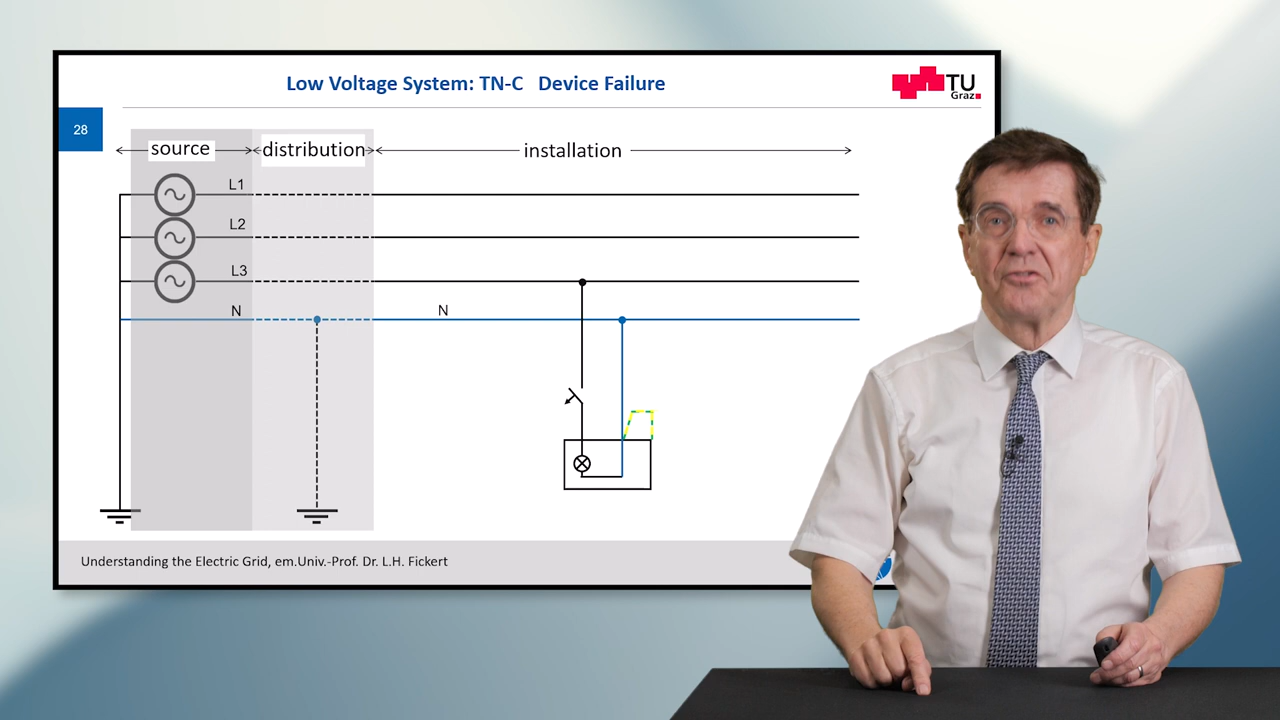 Low Voltage System: TN-C Device Failure
TU
Graz
28
source
distribution
installation
L1
L2
L3
N
N
Understanding the Electric Grid, em.Univ.-Prof. Dr. L.H. Fickert